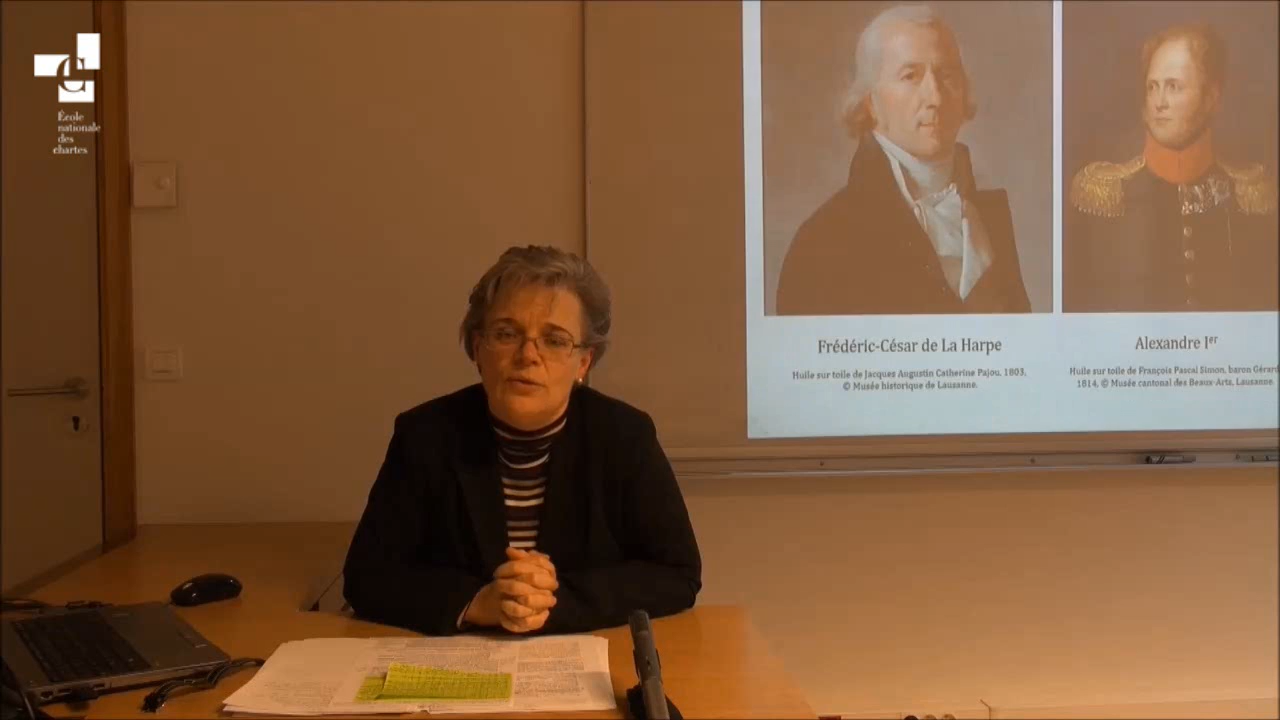 École
nationale
des
chartes
Frédéric-César de La Harpe
Huile sur toile de Jacques Augustin Catherine Pajou, 1803,
© Musée historique de Lausanne.
Alexandre Iᵉʳ
Huile sur toile de François Pascal Simon, baron Gérard
1814, © Musée cantonal des Beaux-Arts, Lausanne.